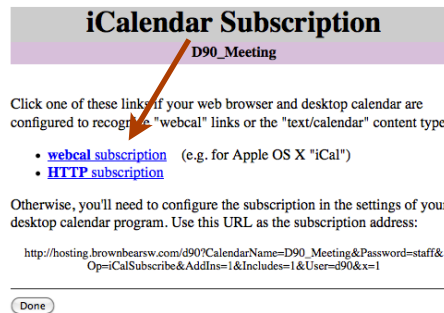 iCalendar Subscription
D90_Meeting
Click one of these links if your web browser and desktop calendar are
configured to recognize "webcal" links or the "text/calendar" content type
• webcal subscription (e.g. for Apple OS X "iCal")
• HTTP subscription
Otherwise, you'll need to configure the subscription in the settings of your
desktop calendar program. Use this URL as the subscription address:
http://hosting.brownbearsw.com/d90?CalendarName=D90_Meeting&Password=staff&
Op=iCalSubscribe&AddIns=1&Includes=1&User=d90&x=1
Done